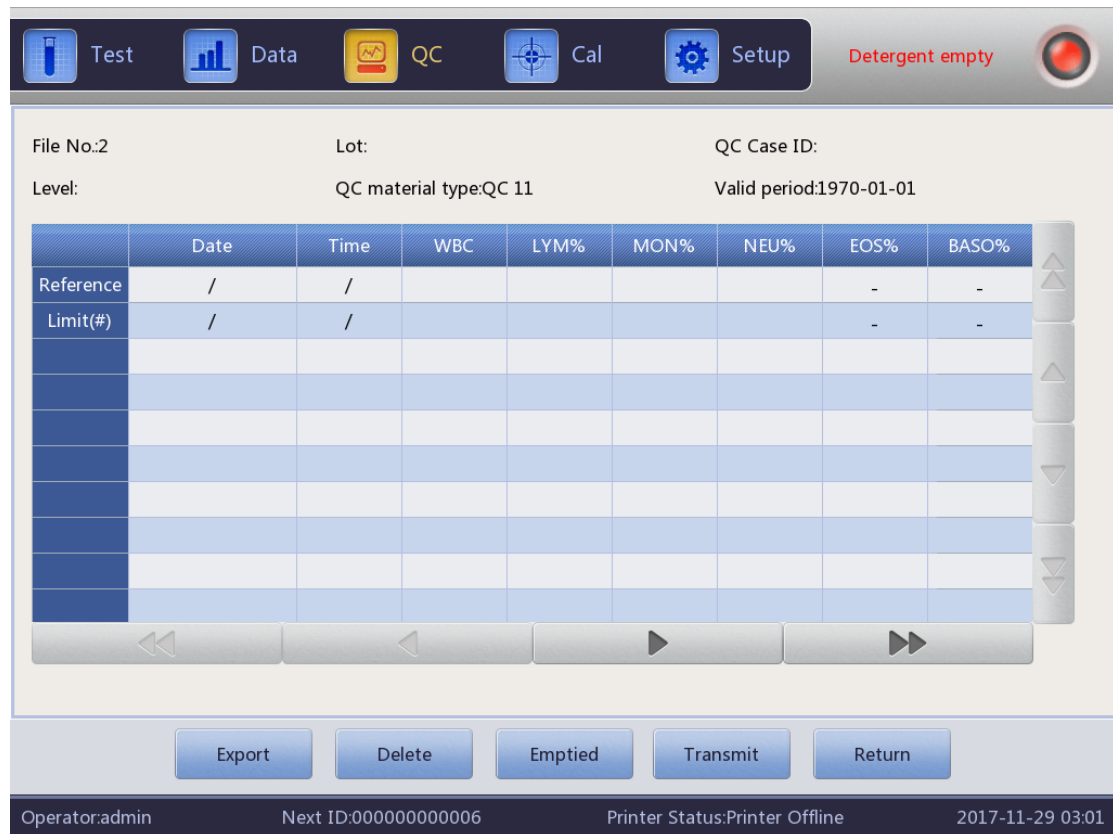 Test Data QC Cal Setup Detergent empty
File No.:2 Lot: QC Case ID:
Level: QC material type:QC 11 Valid period:1970-01-01
Date Time WBC LYM% MON% NEU% EOS% BASO%
Reference / / - -
Limit(#) / / - -
Export Delete Emptied Transmit Return
Operator:admin Next ID:000000000006 Printer Status:Printer Offline 2017-11-29 03:01